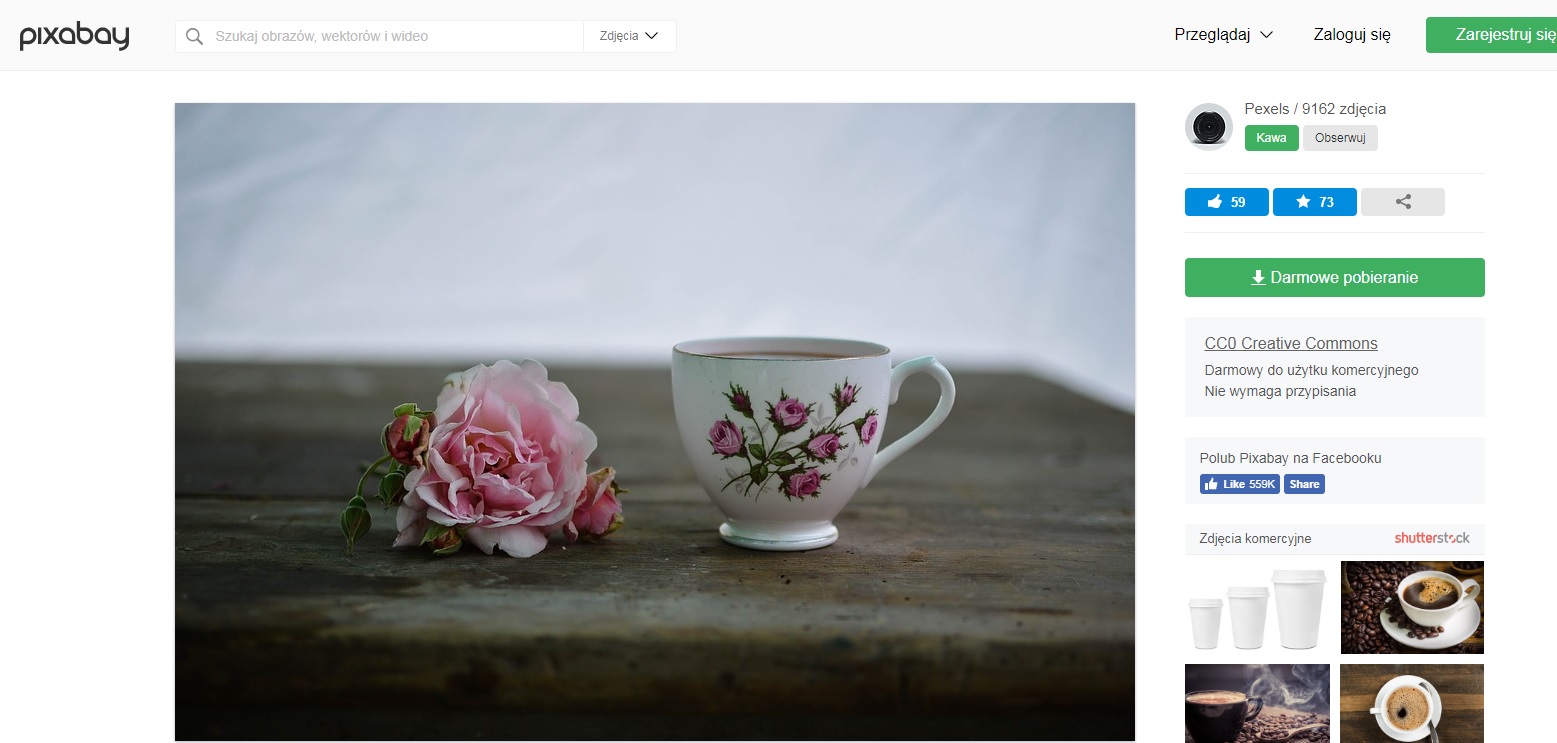 pixabay
Szukaj obrazów, wektorów i wideo
Zdjęcia
Przeglądaj
Zaloguj się
Zarejestruj się
Pexels / 9162 zdjęcia
Kawa
Obserwuj
59
73
Darmowe pobieranie
CC0 Creative Commons
Darmowy do użytku komercyjnego
Nie wymaga przypisania
Polub Pixabay na Facebooku
Like 559K
Share
Zdjęcia komercyjne
shutterstock